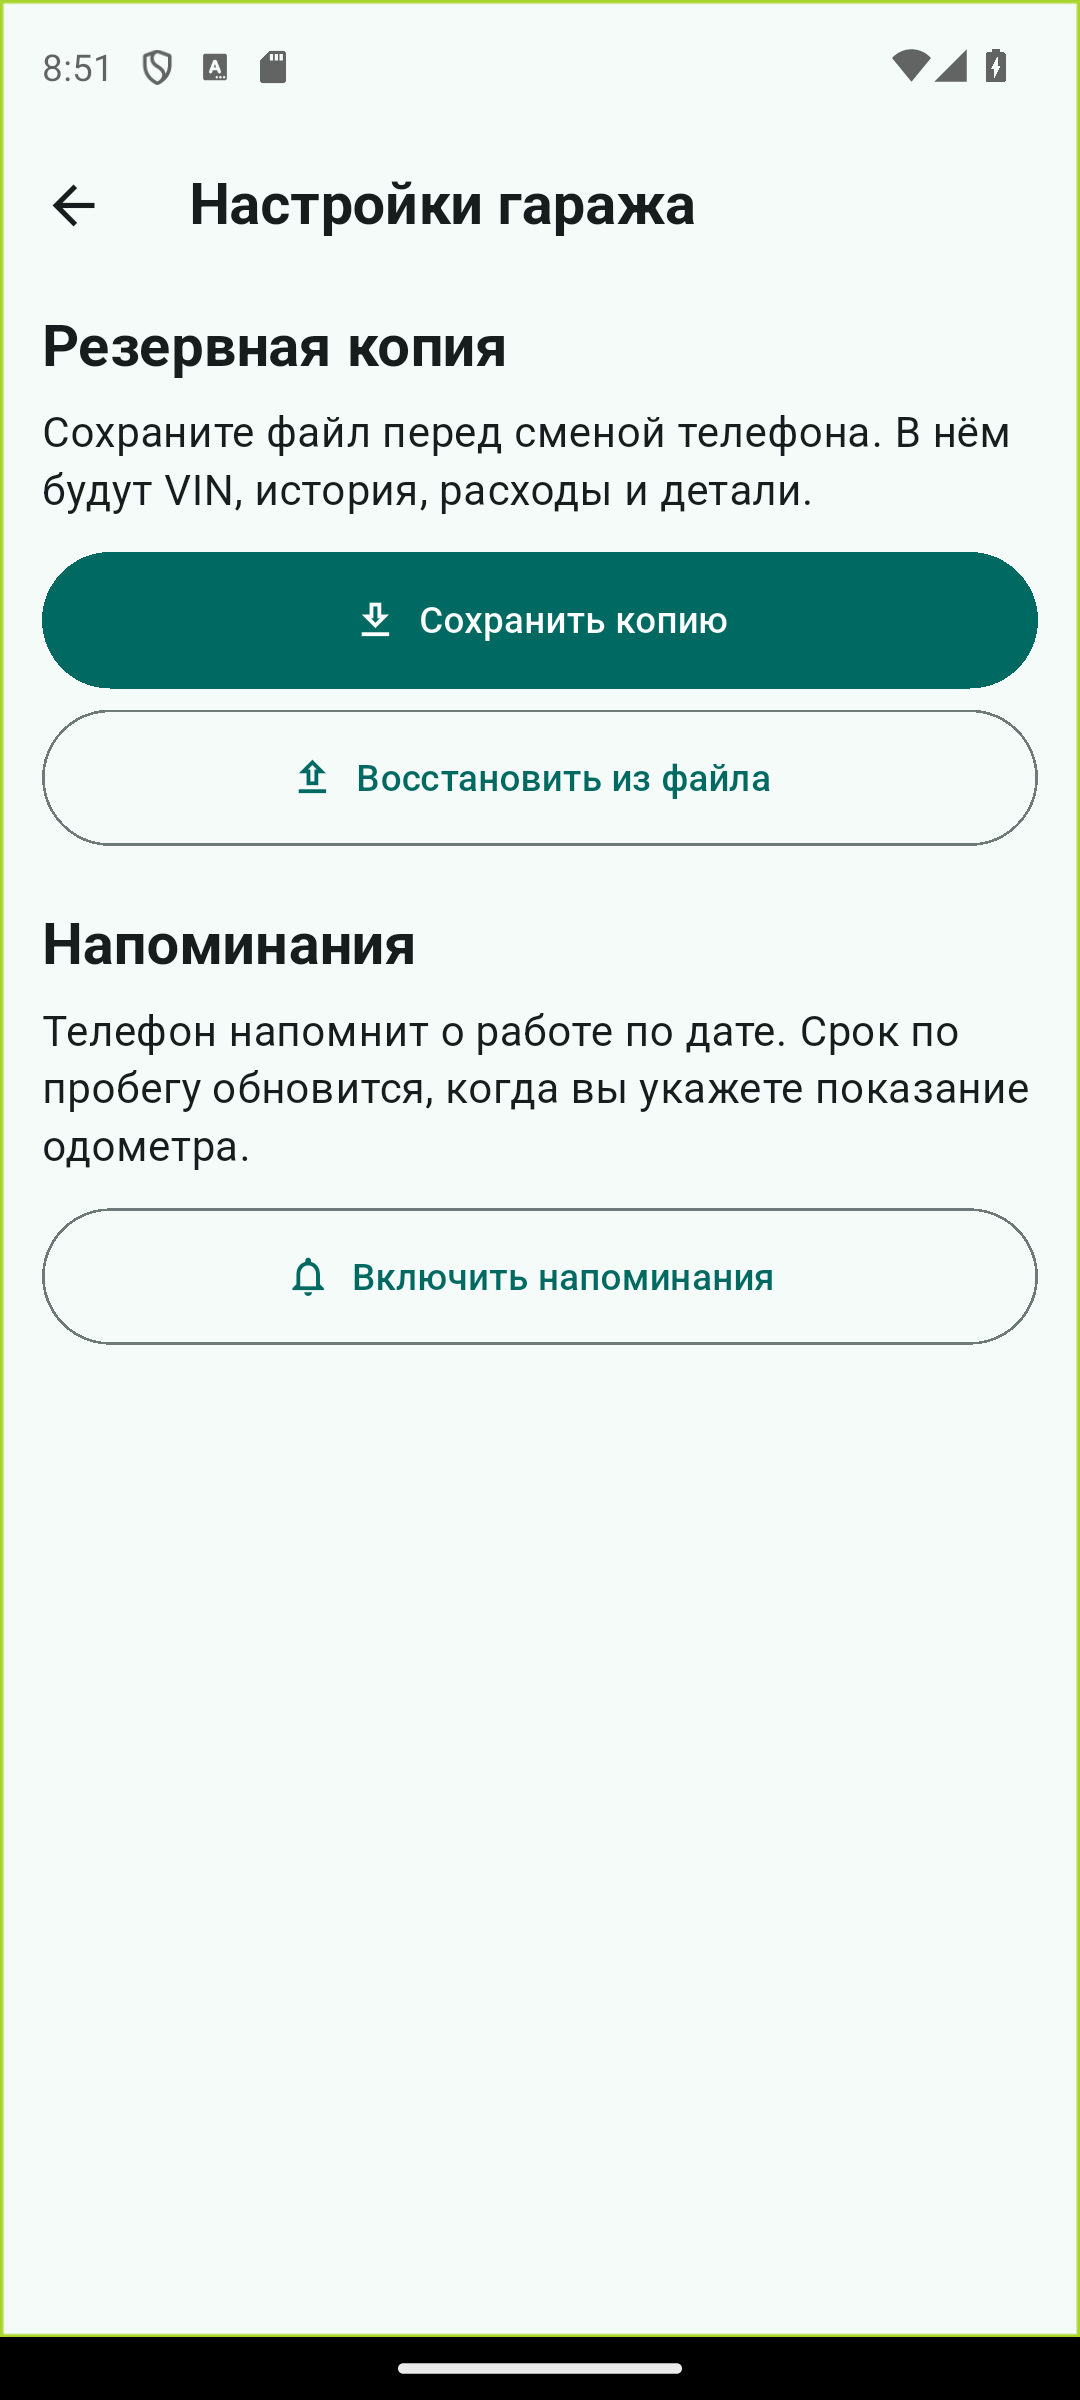 8:51
Настройки гаража
Резервная копия
Сохраните файл перед сменой телефона. В нём
будут VIN, история, расходы и детали.
Сохранить копию
Восстановить из файла
Напоминания
Телефон напомнит о работе по дате. Срок по
пробегу обновится, когда вы укажете показание
одометра.
Включить напоминания